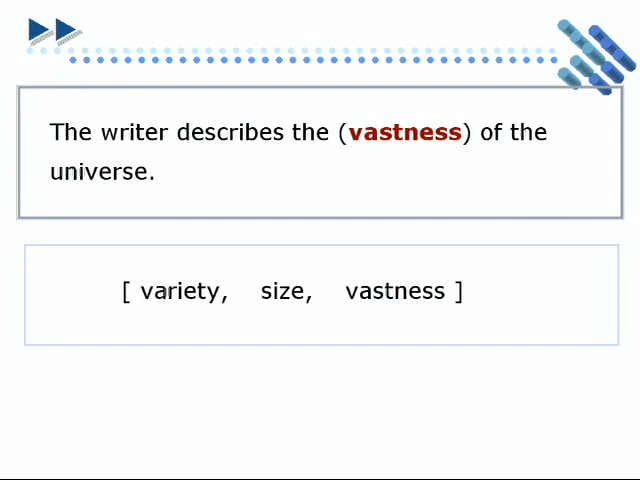 The writer describes the (vastness) of the
universe.
[ variety, size, vastness ]